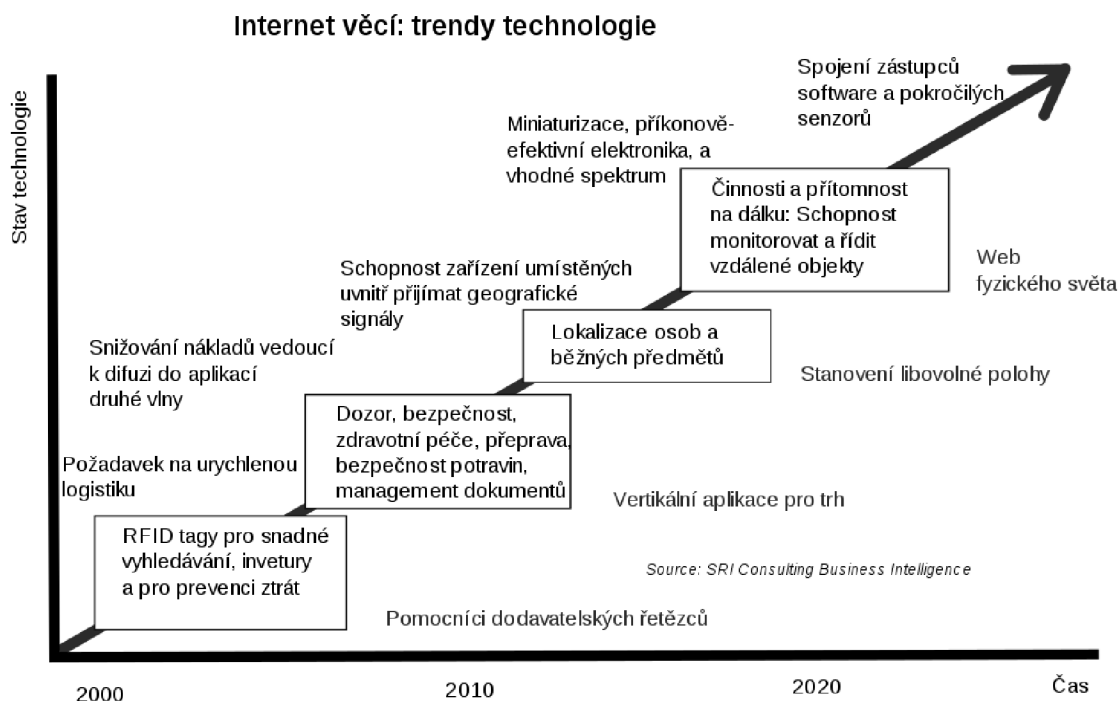 Internet věcí: trendy technologie
Stav technologie
Spojení zástupců
software a pokročilých
senzorů
Miniaturizace, příkonově-
efektivní elektronika, a
vhodné spektrum
Činnosti a přítomnost
na dálku: Schopnost
monitorovat a řídit
vzdálené objekty
Web
fyzického světa
Schopnost zařízení umístěných
uvnitř přijímat geografické
signály
Lokalizace osob a
běžných předmětů
Stanovení libovolné polohy
Snižování nákladů vedoucí
k difuzi do aplikací
druhé vlny
Dozor, bezpečnost,
zdravotní péče, přeprava,
bezpečnost potravin,
management dokumentů
Vertikální aplikace pro trh
Požadavek na urychlenou
logistiku
RFID tagy pro snadné
vyhledávání, invetury
a pro prevenci ztrát
Source: SRI Consulting Business Intelligence
Pomocníci dodavatelských řetězců
2000
2010
2020
Čas